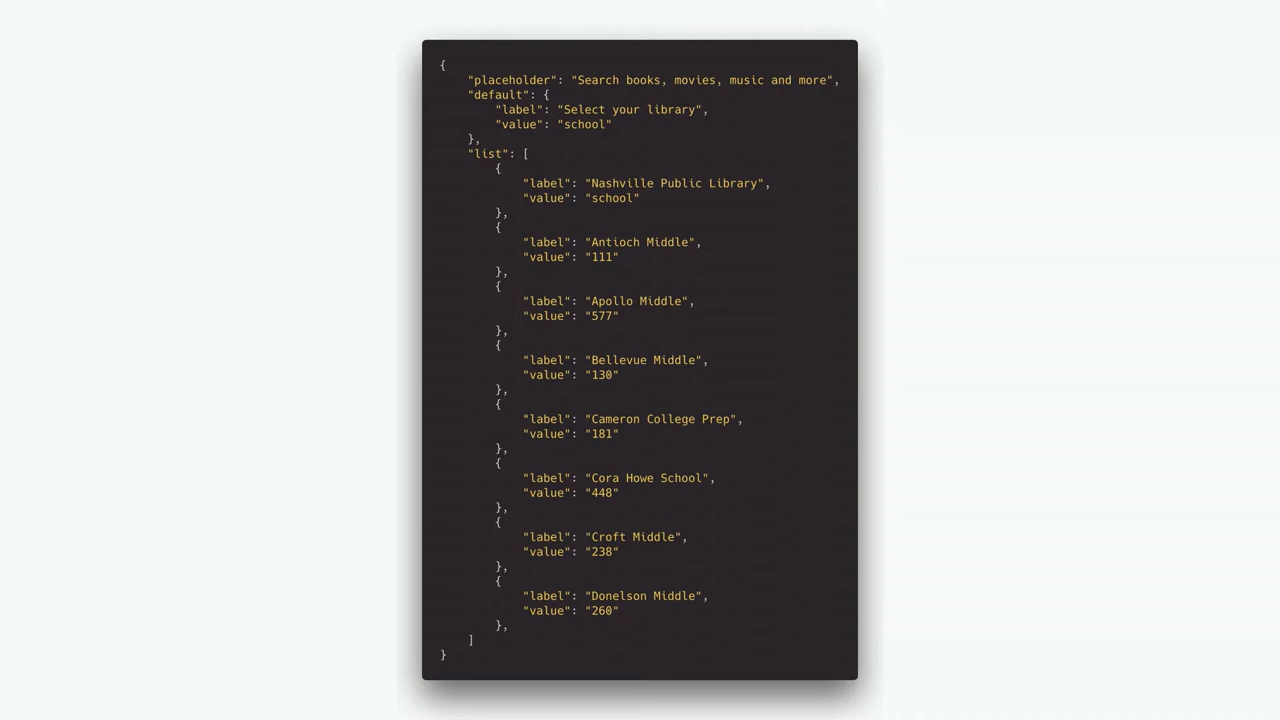 {
    "placeholder": "Search books, movies, music and more",
    "default": {
        "label": "Select your library",
        "value": "school"
    },
    "list": [
        {
            "label": "Nashville Public Library",
            "value": "school"
        },
        {
            "label": "Antioch Middle",
            "value": "111"
        },
        {
            "label": "Apollo Middle",
            "value": "577"
        },
        {
            "label": "Bellevue Middle",
            "value": "130"
        },
        {
            "label": "Cameron College Prep",
            "value": "181"
        },
        {
            "label": "Cora Howe School",
            "value": "448"
        },
        {
            "label": "Croft Middle",
            "value": "238"
        },
        {
            "label": "Donelson Middle",
            "value": "260"
        },
    ]
}